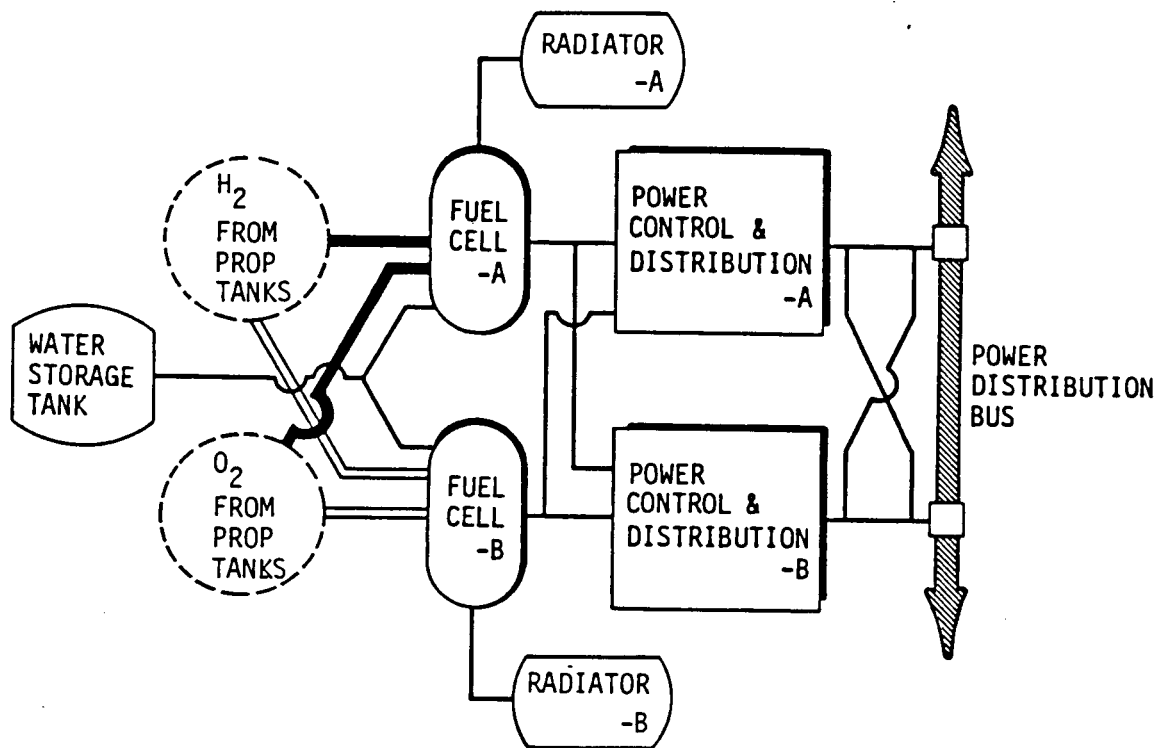 RADIATOR
-A
H2
FROM
PROP
TANKS
FUEL
CELL
-A
POWER
CONTROL &
DISTRIBUTION
-A
WATER
STORAGE
TANK
POWER
DISTRIBUTION
BUS
O2
FROM
PROP
TANKS
FUEL
CELL
-B
POWER
CONTROL &
DISTRIBUTION
-B
RADIATOR
-B